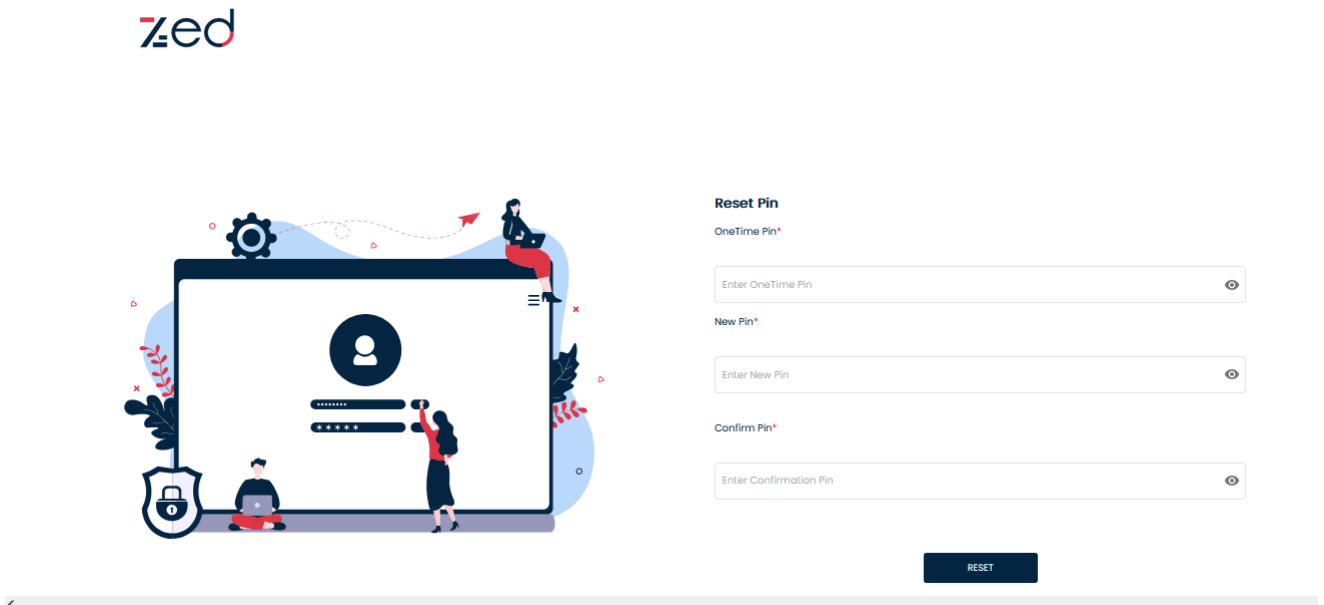 zed
Reset Pin
OneTime Pin*
Enter OneTime Pin
New Pin*
Enter New Pin
Confirm Pin*
Enter Confirmation Pin
RESET